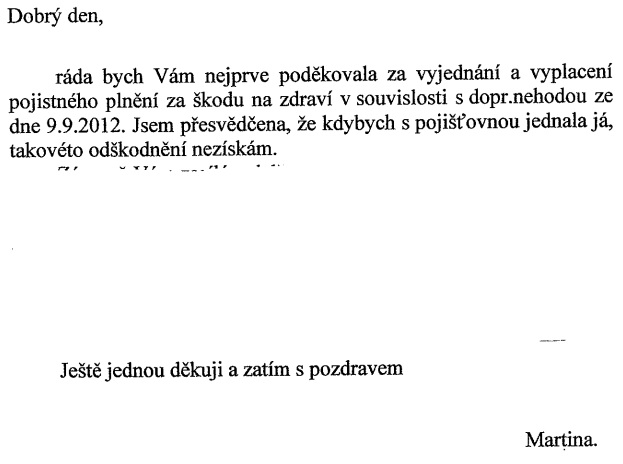 Dobrý den,
ráda bych Vám nejprve poděkovala za vyjednání a vyplacení
pojistného plnění za škodu na zdraví v souvislosti s dopr.nehodou ze
dne 9.9.2012. Jsem přesvědčena, že kdybych s pojišťovnou jednala já,
takovéto odškodnění nezískám.
Ještě jednou děkuji a zatím s pozdravem
Martina.